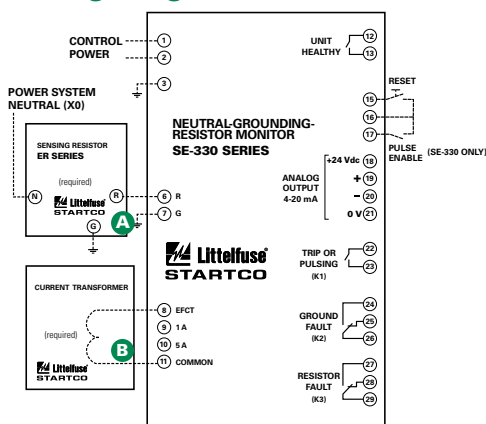 CONTROL
POWER
1
2
3
POWER SYSTEM
NEUTRAL (X0)
SENSING RESISTOR
ER SERIES
(required)
N
R
Littelfuse®
STARTCO
G
A
6 R
7 G
NEUTRAL-GROUNDING-
RESISTOR MONITOR
SE-330 SERIES
Littelfuse®
STARTCO
CURRENT TRANSFORMER
(required)
B
Littelfuse®
STARTCO
8 EFCT
9 1 A
10 5 A
11 COMMON
UNIT
HEALTHY
12
13
RESET
15
16
17
PULSE
ENABLE
(SE-330 ONLY)
ANALOG
OUTPUT
4-20 mA
+24 Vdc 18
+ 19
– 20
0 V 21
TRIP OR
PULSING
(K1)
22
23
GROUND
FAULT
(K2)
24
25
26
RESISTOR
FAULT
(K3)
27
28
29